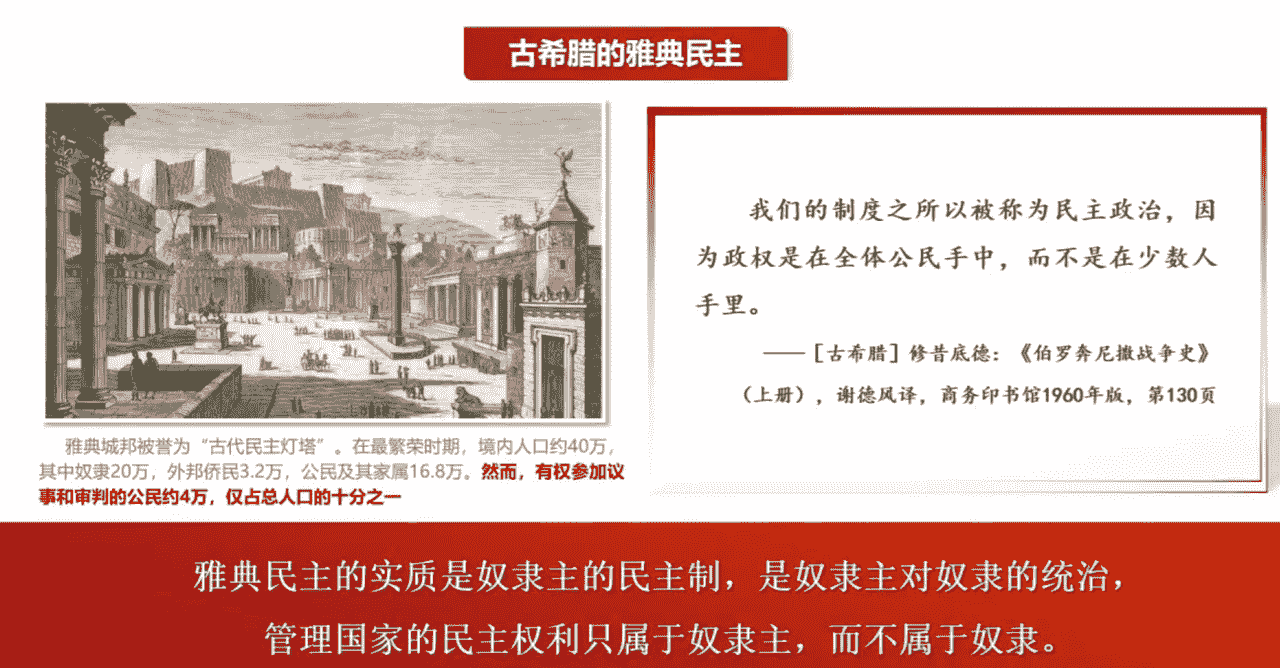 古希腊的雅典民主
我们的制度之所以被称为民主政治，因
为政权是在全体公民手中，而不是在少数人
手里。
——［古希腊］修昔底德：《伯罗奔尼撒战争史》
（上册），谢德风译，商务印书馆1960年版，第130页
雅典城邦被誉为“古代民主灯塔”。在最繁荣时期，境内人口约40万，
其中奴隶20万，外邦侨民3.2万，公民及其家属16.8万。然而，有权参加议
事和审判的公民约4万，仅占总人口的十分之一
雅典民主的实质是奴隶主的民主制，是奴隶主对奴隶的统治，
管理国家的民主权利只属于奴隶主，而不属于奴隶。